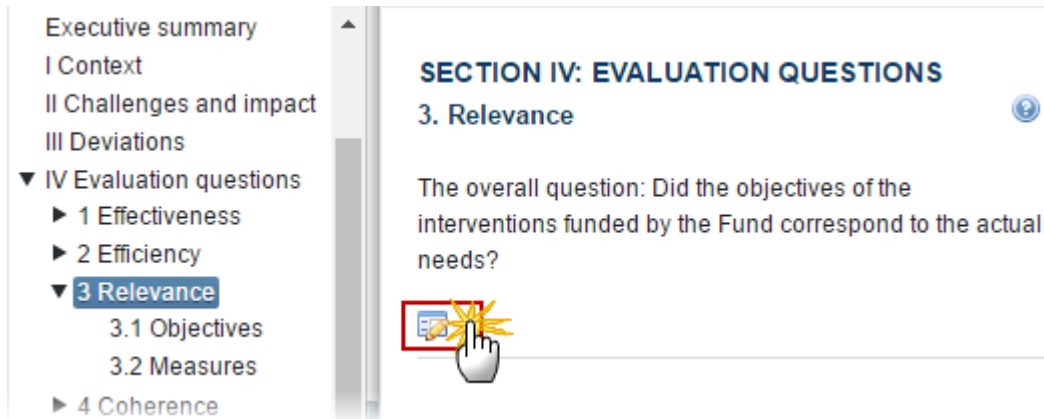 Executive summary
I Context
II Challenges and impact
III Deviations
▼ IV Evaluation questions
▶ 1 Effectiveness
▶ 2 Efficiency
▼ 3 Relevance
3.1 Objectives
3.2 Measures
▶ 4 Coherence
SECTION IV: EVALUATION QUESTIONS
3. Relevance
?
The overall question: Did the objectives of the
interventions funded by the Fund correspond to the actual
needs?